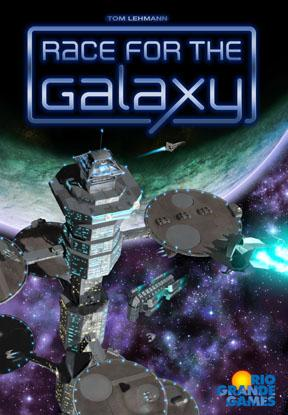 TOM LEHMANN
RACE FOR THE
GALAXY
RIO
GRANDE
GAMES